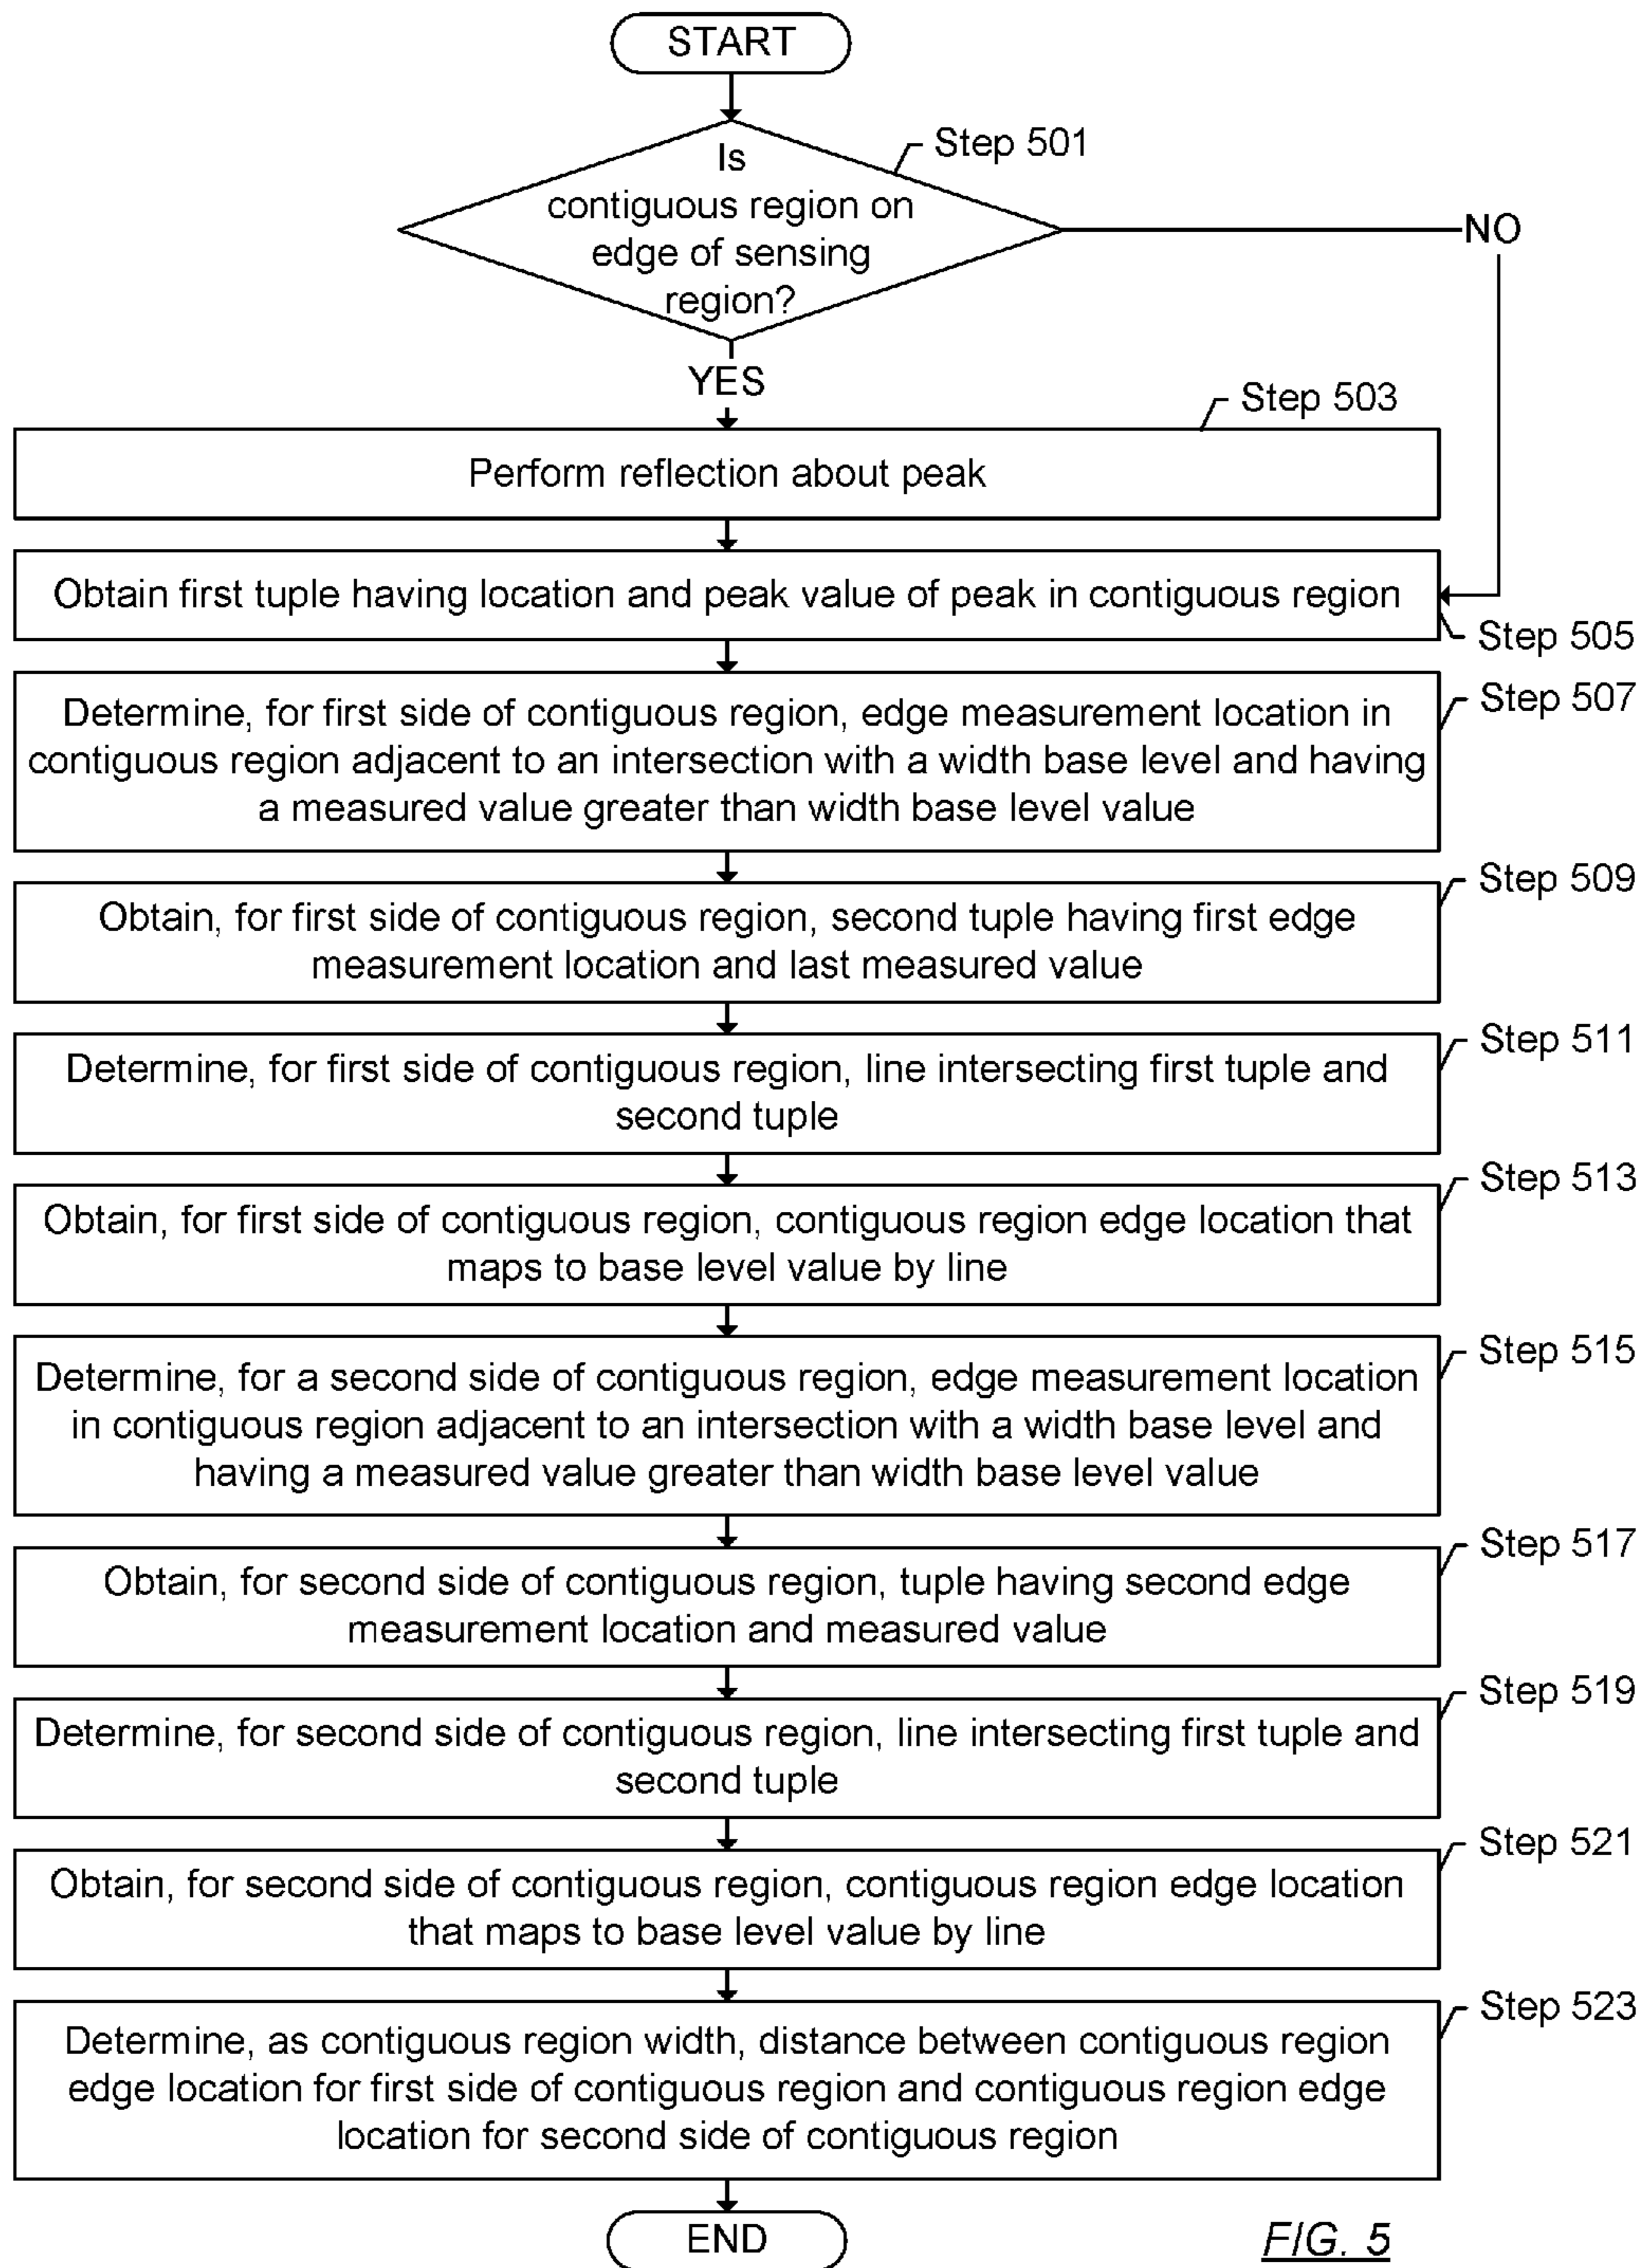 START
Step 501
Is
contiguous region on
edge of sensing
region?
NO
YES
Step 503
Perform reflection about peak
Obtain first tuple having location and peak value of peak in contiguous region
Step 505
Step 507
Determine, for first side of contiguous region, edge measurement location in
contiguous region adjacent to an intersection with a width base level and having
a measured value greater than width base level value
Step 509
Obtain, for first side of contiguous region, second tuple having first edge
measurement location and last measured value
Step 511
Determine, for first side of contiguous region, line intersecting first tuple and
second tuple
Step 513
Obtain, for first side of contiguous region, contiguous region edge location that
maps to base level value by line
Step 515
Determine, for a second side of contiguous region, edge measurement location
in contiguous region adjacent to an intersection with a width base level and
having a measured value greater than width base level value
Step 517
Obtain, for second side of contiguous region, tuple having second edge
measurement location and measured value
Step 519
Determine, for second side of contiguous region, line intersecting first tuple and
second tuple
Step 521
Obtain, for second side of contiguous region, contiguous region edge location
that maps to base level value by line
Step 523
Determine, as contiguous region width, distance between contiguous region
edge location for first side of contiguous region and contiguous region edge
location for second side of contiguous region
END
FIG. 5